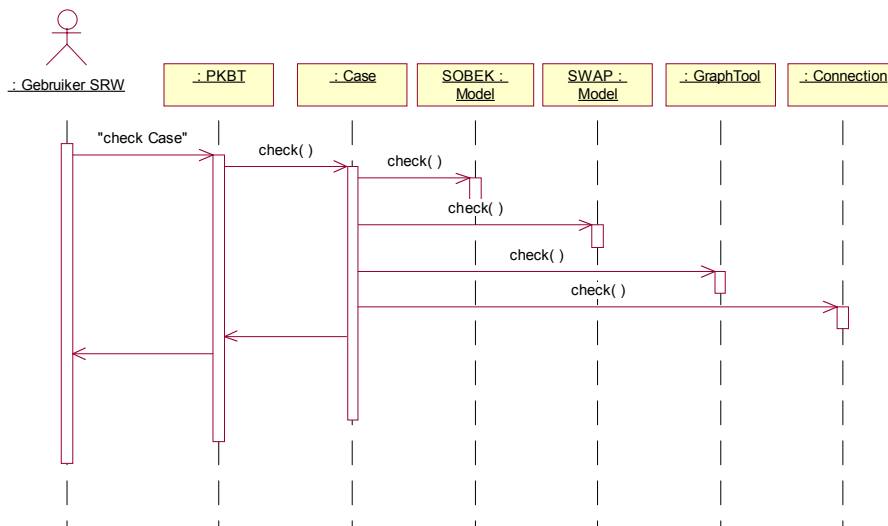 : Gebruiker SRW
: PKBT
: Case
SOBEK :
Model
SWAP :
Model
: GraphTool
: Connection
"check Case"
check( )
check( )
check( )
check( )
check( )